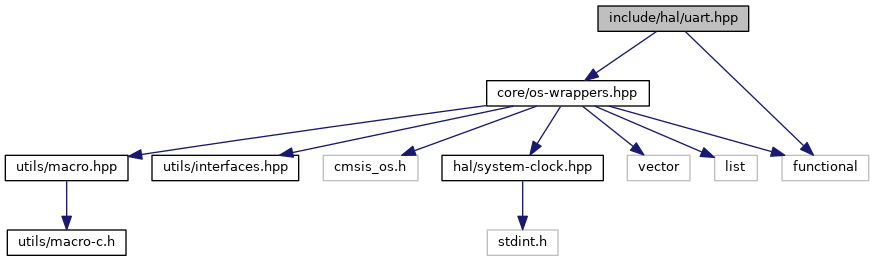 include/hal/uart.hpp
core/os-wrappers.hpp
utils/macro.hpp
utils/interfaces.hpp
cmsis_os.h
hal/system-clock.hpp
vector
list
functional
utils/macro-c.h
stdint.h